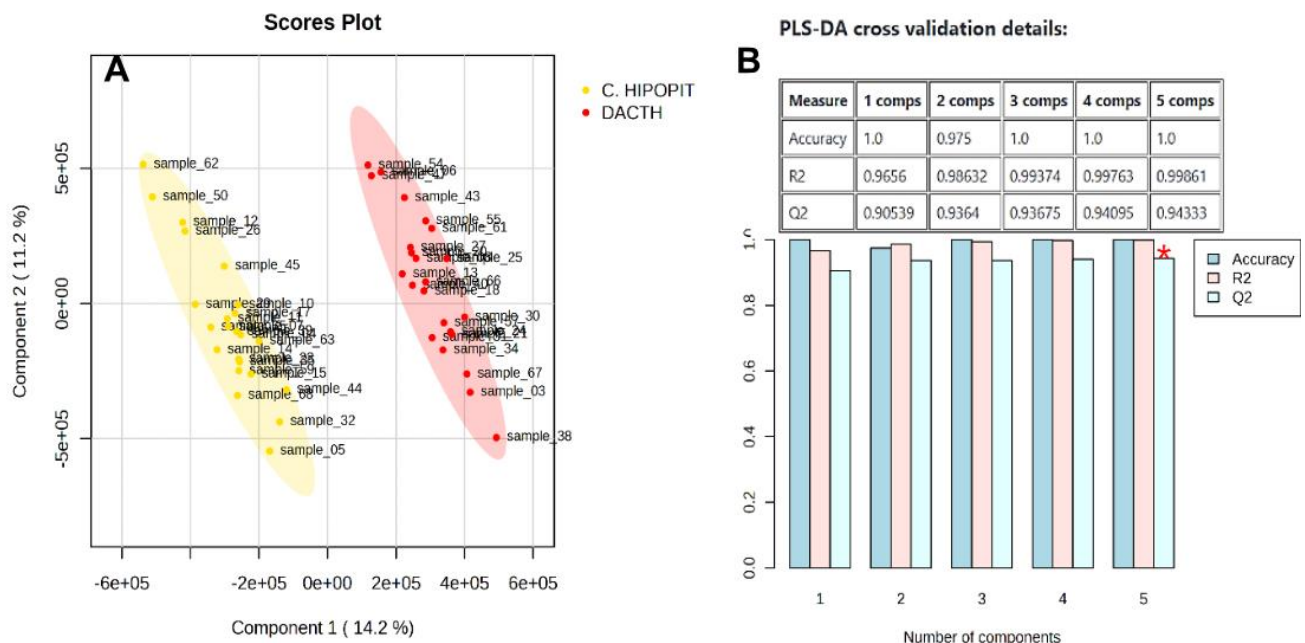 Scores Plot
A
C. HIPOPIT
DACTH
sample_62
sample_50
sample_12
sample_26
sample_45
sample_10
sample_63
sample_14
sample_15
sample_44
sample_68
sample_32
sample_05
sample_54
sample_43
sample_55
sample_61
sample_27
sample_25
sample_13
sample_66
sample_18
sample_30
sample_34
sample_67
sample_03
sample_38
Component 2 ( 11.2 %)
5e+05
0e+00
-5e+05
-6e+05 -2e+05 0e+00 2e+05 4e+05 6e+05
Component 1 ( 14.2 %)
PLS-DA cross validation details:
B
Measure 1 comps 2 comps 3 comps 4 comps 5 comps
Accuracy 1.0 0.975 1.0 1.0 1.0
R2 0.9656 0.98632 0.99374 0.99763 0.99861
Q2 0.90539 0.9364 0.93675 0.94095 0.94333
0.8
0.6
0.4
0.2
0.0
*
Accuracy
R2
Q2
1 2 3 4 5
Number of components